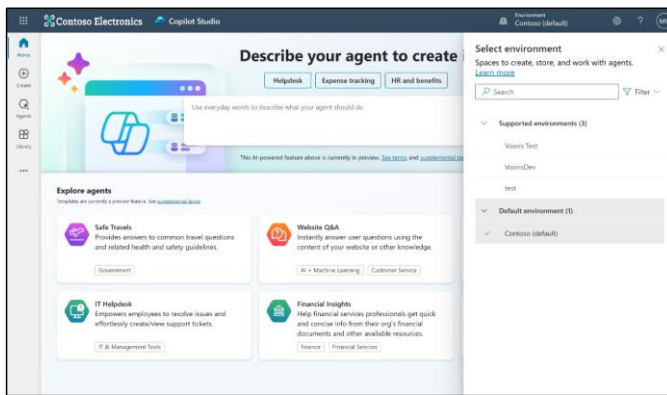 Contoso Electronics Copilot Studio
Environment
Contoso (default)
Home
Create
Agents
Library
Describe your agent to create
Helpdesk Expense tracking HR and benefits
Use everyday words to describe what your agent should do
This AI-powered feature above is currently in preview. See terms and supplemental
Explore agents
Templates are currently a preview feature. See supplemental terms
Safe Travels
Provides answers to common travel questions
and related health and safety guidelines.
Government
Website Q&A
Instantly answer user questions using the
content of your website or other knowledge.
AI + Machine Learning Customer Service
IT Helpdesk
Empowers employees to resolve issues and
effortlessly create/view support tickets.
IT & Management Tools
Financial Insights
Help financial services professionals get quick
and concise info from their org's financial
documents and other available resources.
Finance Financial Services
Select environment
Spaces to create, store, and work with agents.
Learn more
Search Filter
Supported environments (3)
Vooris Test
VoorisDev
test
Default environment (1)
Contoso (default)